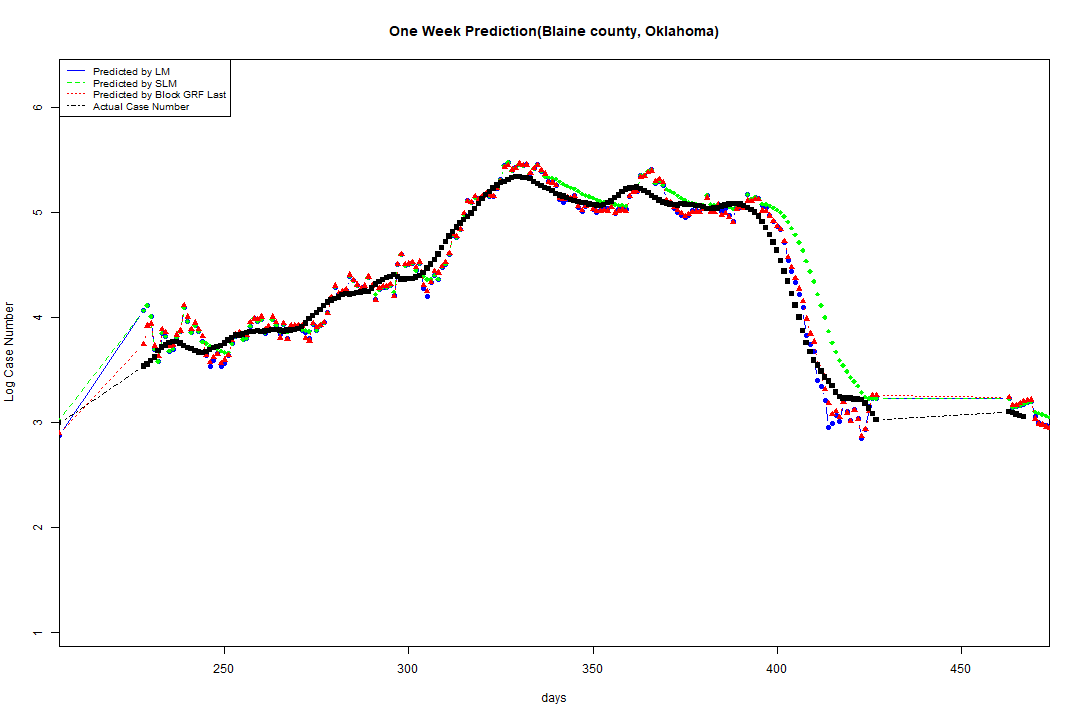 One Week Prediction(Blaine county, Oklahoma)
Predicted by LM
Predicted by SLM
Predicted by Block GRF Last
Actual Case Number
6
5
4
3
2
1
Log Case Number
250 300 350 400 450
days